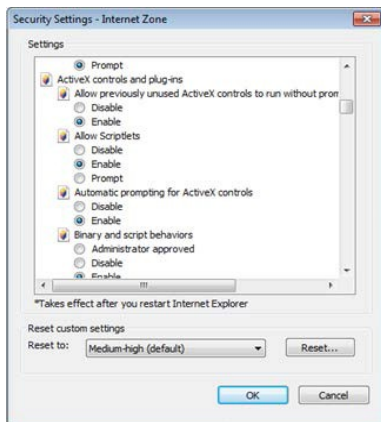 Security Settings - Internet Zone
Settings
Prompt
ActiveX controls and plug-ins
Allow previously unused ActiveX controls to run without pron
Disable
Enable
Allow Scriptlets
Disable
Enable
Prompt
Automatic prompting for ActiveX controls
Disable
Enable
Binary and script behaviors
Administrator approved
Disable
Enable
*Takes effect after you restart Internet Explorer
Reset custom settings
Reset to: Medium-high (default) Reset...
OK Cancel